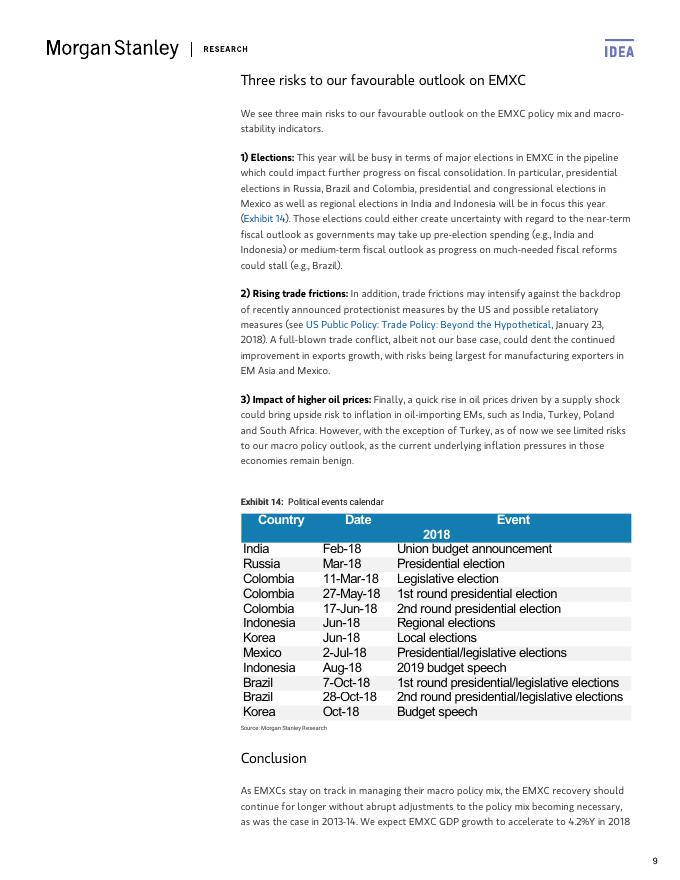 Morgan Stanley | RESEARCH
IDEA
Three risks to our favourable outlook on EMXC
We see three main risks to our favourable outlook on the EMXC policy mix and macro-
stability indicators.
1) Elections: This year will be busy in terms of major elections in EMXC in the pipeline
which could impact further progress on fiscal consolidation. In particular, presidential
elections in Russia, Brazil and Colombia, presidential and congressional elections in
Mexico as well as regional elections in India and Indonesia will be in focus this year
(Exhibit 14). Those elections could either create uncertainty with regard to the near-term
fiscal outlook as governments may take up pre-election spending (e.g., India and
Indonesia) or medium-term fiscal outlook as progress on much-needed fiscal reforms
could stall (e.g., Brazil).
2) Rising trade frictions: In addition, trade frictions may intensify against the backdrop
of recently announced protectionist measures by the US and possible retaliatory
measures (see US Public Policy: Trade Policy: Beyond the Hypothetical, January 23,
2018). A full-blown trade conflict, albeit not our base case, could dent the continued
improvement in exports growth, with risks being largest for manufacturing exporters in
EM Asia and Mexico.
3) Impact of higher oil prices: Finally, a quick rise in oil prices driven by a supply shock
could bring upside risk to inflation in oil-importing EMs, such as India, Turkey, Poland
and South Africa. However, with the exception of Turkey, as of now we see limited risks
to our macro policy outlook, as the current underlying inflation pressures in those
economies remain benign.
Exhibit 14: Political events calendar
Country Date Event
2018
India Feb-18 Union budget announcement
Russia Mar-18 Presidential election
Colombia 11-Mar-18 Legislative election
Colombia 27-May-18 1st round presidential election
Colombia 17-Jun-18 2nd round presidential election
Indonesia Jun-18 Regional elections
Korea Jun-18 Local elections
Mexico 2-Jul-18 Presidential/legislative elections
Indonesia Aug-18 2019 budget speech
Brazil 7-Oct-18 1st round presidential/legislative elections
Brazil 28-Oct-18 2nd round presidential/legislative elections
Korea Oct-18 Budget speech
Source: Morgan Stanley Research
Conclusion
As EMXCs stay on track in managing their macro policy mix, the EMXC recovery should
continue for longer without abrupt adjustments to the policy mix becoming necessary,
as was the case in 2013-14. We expect EMXC GDP growth to accelerate to 4.2%Y in 2018
9